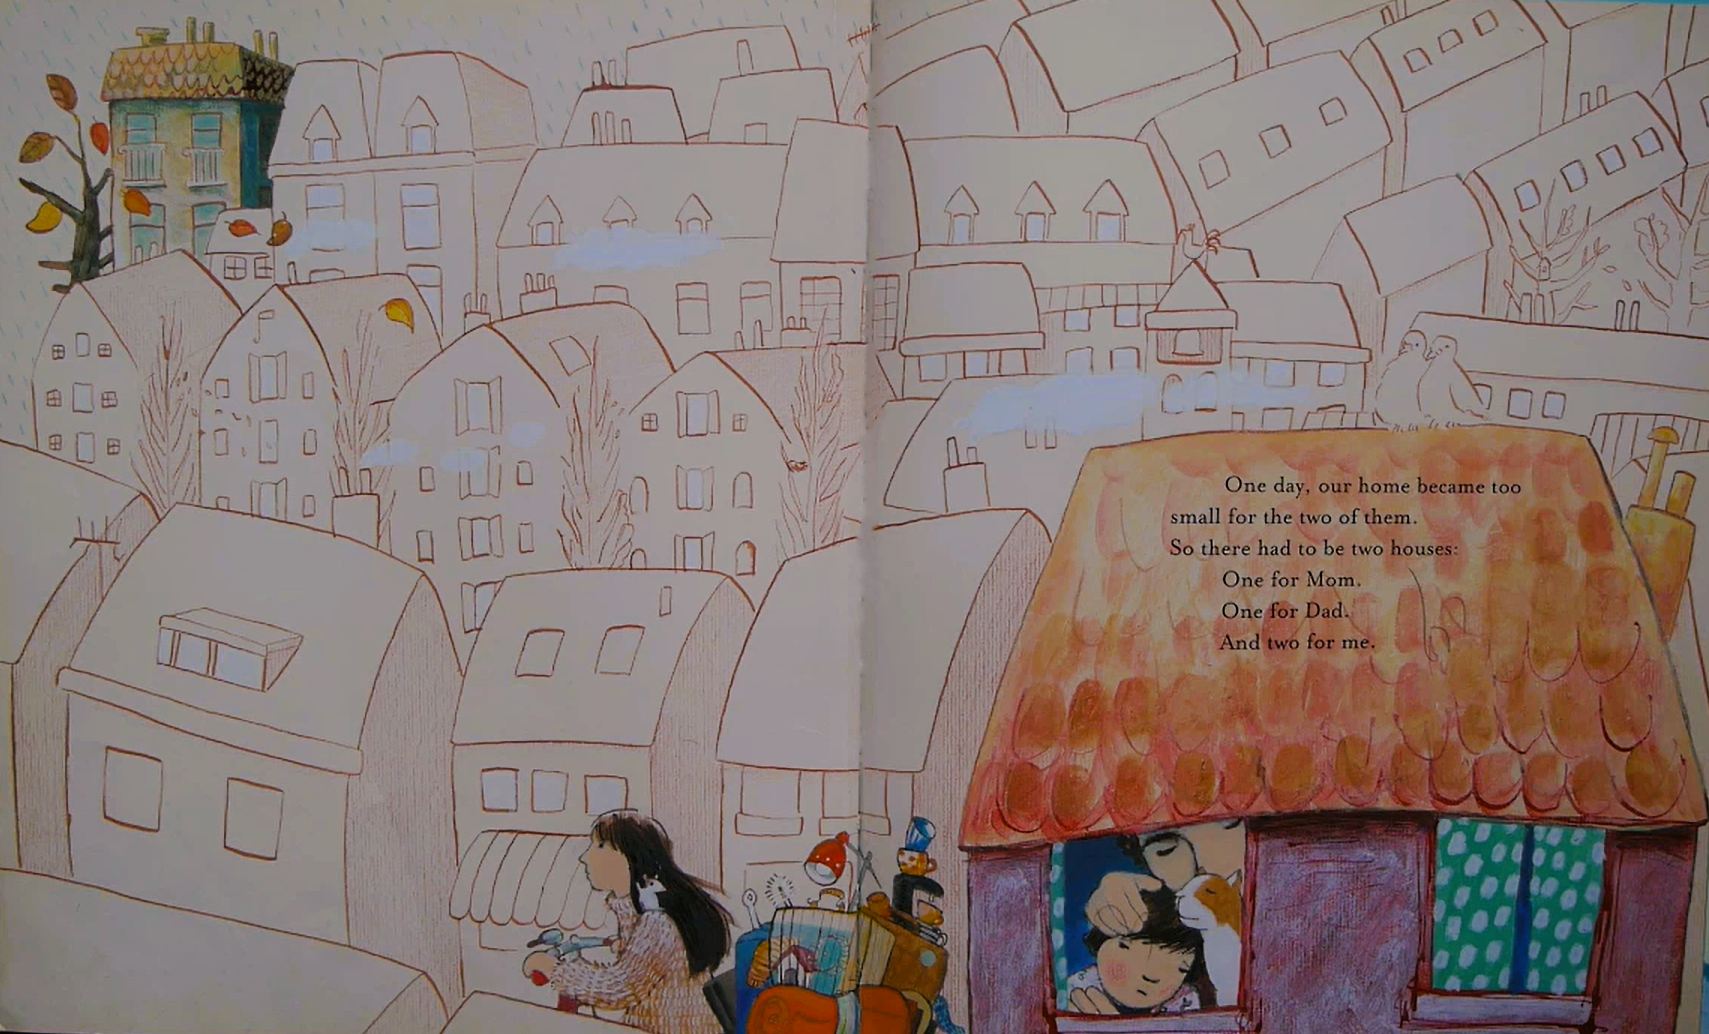 One day, our home became too
small for the two of them.
So there had to be two houses:
One for Mom.
One for Dad.
And two for me.